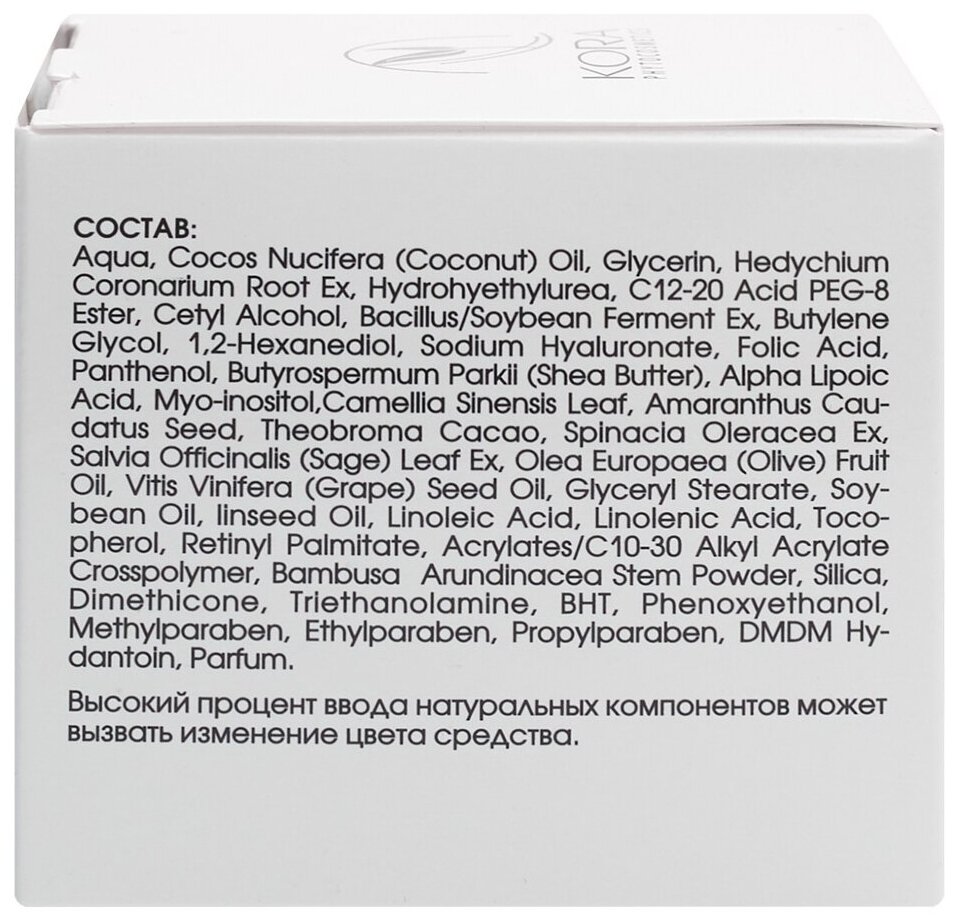 KORA
PHYTOCOSMETICS
СОСТАВ:
Aqua, Cocos Nucifera (Coconut) Oil, Glycerin, Hedychium
Coronarium Root Ex, Hydrohyethylurea, C12-20 Acid PEG-8
Ester, Cetyl Alcohol, Bacillus/Soybean Ferment Ex, Butylene
Glycol, 1,2-Hexanediol, Sodium Hyaluronate, Folic Acid,
Panthenol, Butyrospermum Parkii (Shea Butter), Alpha Lipoic
Acid, Myo-inositol,Camellia Sinensis Leaf, Amaranthus Cau-
datus Seed, Theobroma Cacao, Spinacia Oleracea Ex,
Salvia Officinalis (Sage) Leaf Ex, Olea Europaea (Olive) Fruit
Oil, Vitis Vinifera (Grape) Seed Oil, Glyceryl Stearate, Soy-
bean Oil, linseed Oil, Linoleic Acid, Linolenic Acid, Toco-
pherol, Retinyl Palmitate, Acrylates/C10-30 Alkyl Acrylate
Crosspolymer, Bambusa Arundinacea Stem Powder, Silica,
Dimethicone, Triethanolamine, BHT, Phenoxyethanol,
Methylparaben, Ethylparaben, Propylparaben, DMDM Hy-
dantoin, Parfum.
Высокий процент ввода натуральных компонентов может
вызвать изменение цвета средства.